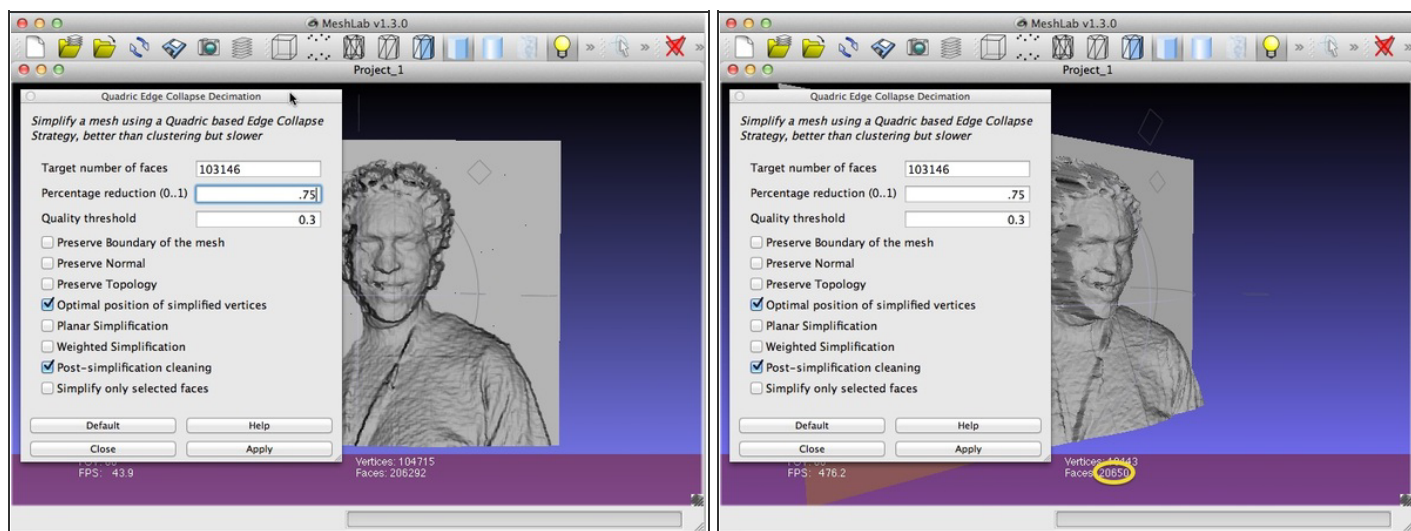 MeshLab v1.3.0
Project_1
Quadric Edge Collapse Decimation
Simplify a mesh using a Quadric based Edge Collapse
Strategy, better than clustering but slower
Target number of faces 103146
Percentage reduction (0..1) .75
Quality threshold 0.3
Preserve Boundary of the mesh
Preserve Normal
Preserve Topology
Optimal position of simplified vertices
Planar Simplification
Weighted Simplification
Post-simplification cleaning
Simplify only selected faces
Default Help
Close Apply
Vertices: 104715
FPS: 43.9 Faces: 206292
MeshLab v1.3.0
Project_1
Quadric Edge Collapse Decimation
Simplify a mesh using a Quadric based Edge Collapse
Strategy, better than clustering but slower
Target number of faces 103146
Percentage reduction (0..1) .75
Quality threshold 0.3
Preserve Boundary of the mesh
Preserve Normal
Preserve Topology
Optimal position of simplified vertices
Planar Simplification
Weighted Simplification
Post-simplification cleaning
Simplify only selected faces
Default Help
Close Apply
Vertices:
FPS: 476.2 Faces: 20650